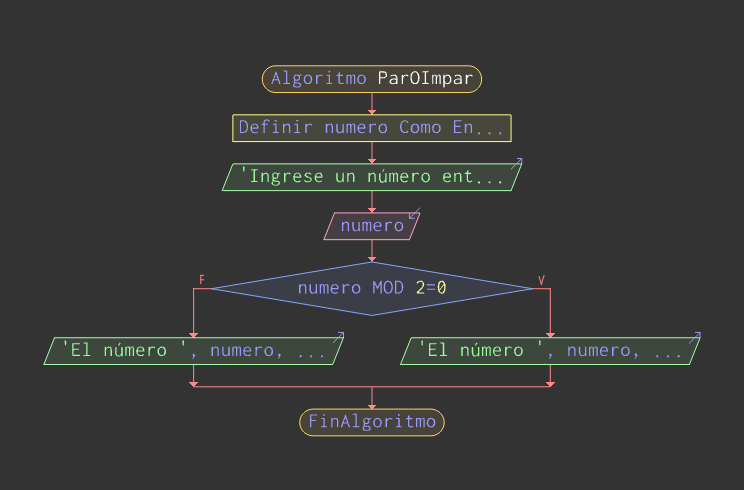 Algoritmo ParOImpar
Definir numero Como En...
'Ingrese un número ent...
numero
F
numero MOD 2=0
V
'El número ', numero, ...
'El número ', numero, ...
FinAlgoritmo